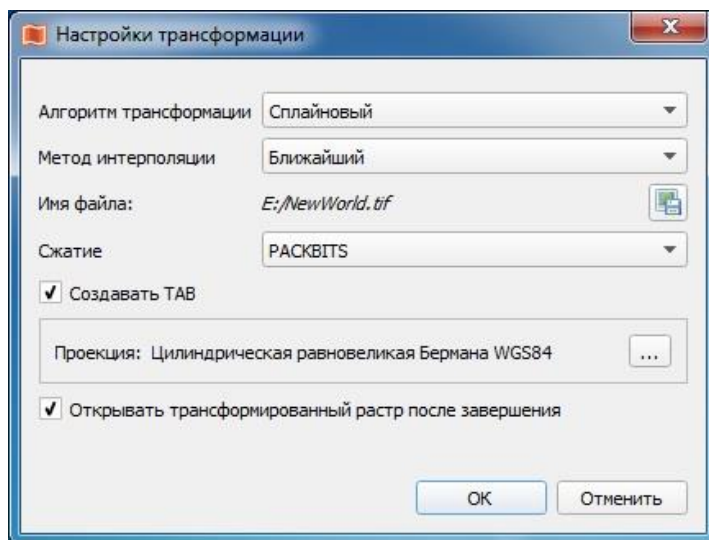 Настройки трансформации
Алгоритм трансформации Сплайновый
Метод интерполяции Ближайший
Имя файла: E:/NewWorld.tif
Сжатие PACKBITS
Создавать TAB
Проекция: Цилиндрическая равновеликая Бермана WGS84 ...
Открывать трансформированный растр после завершения
OK Отменить